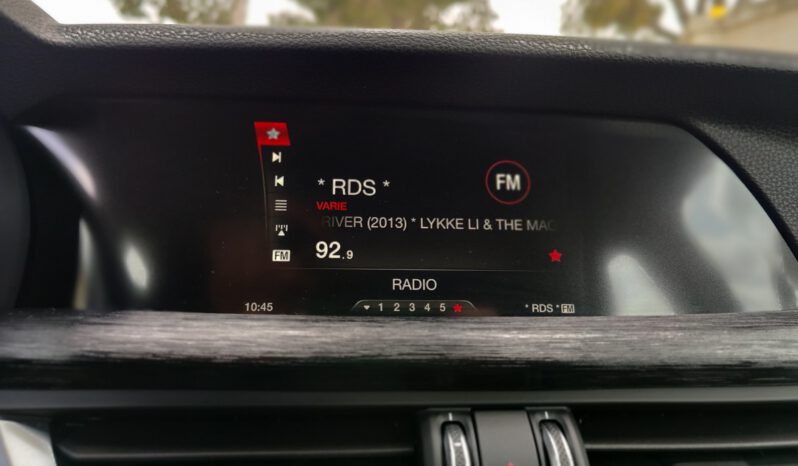 * RDS *
FM
VARIE
RIVER (2013) * LYKKE LI & THE MAC
FM
92.9
RADIO
10:45
1 2 3 4 5
* RDS * FM